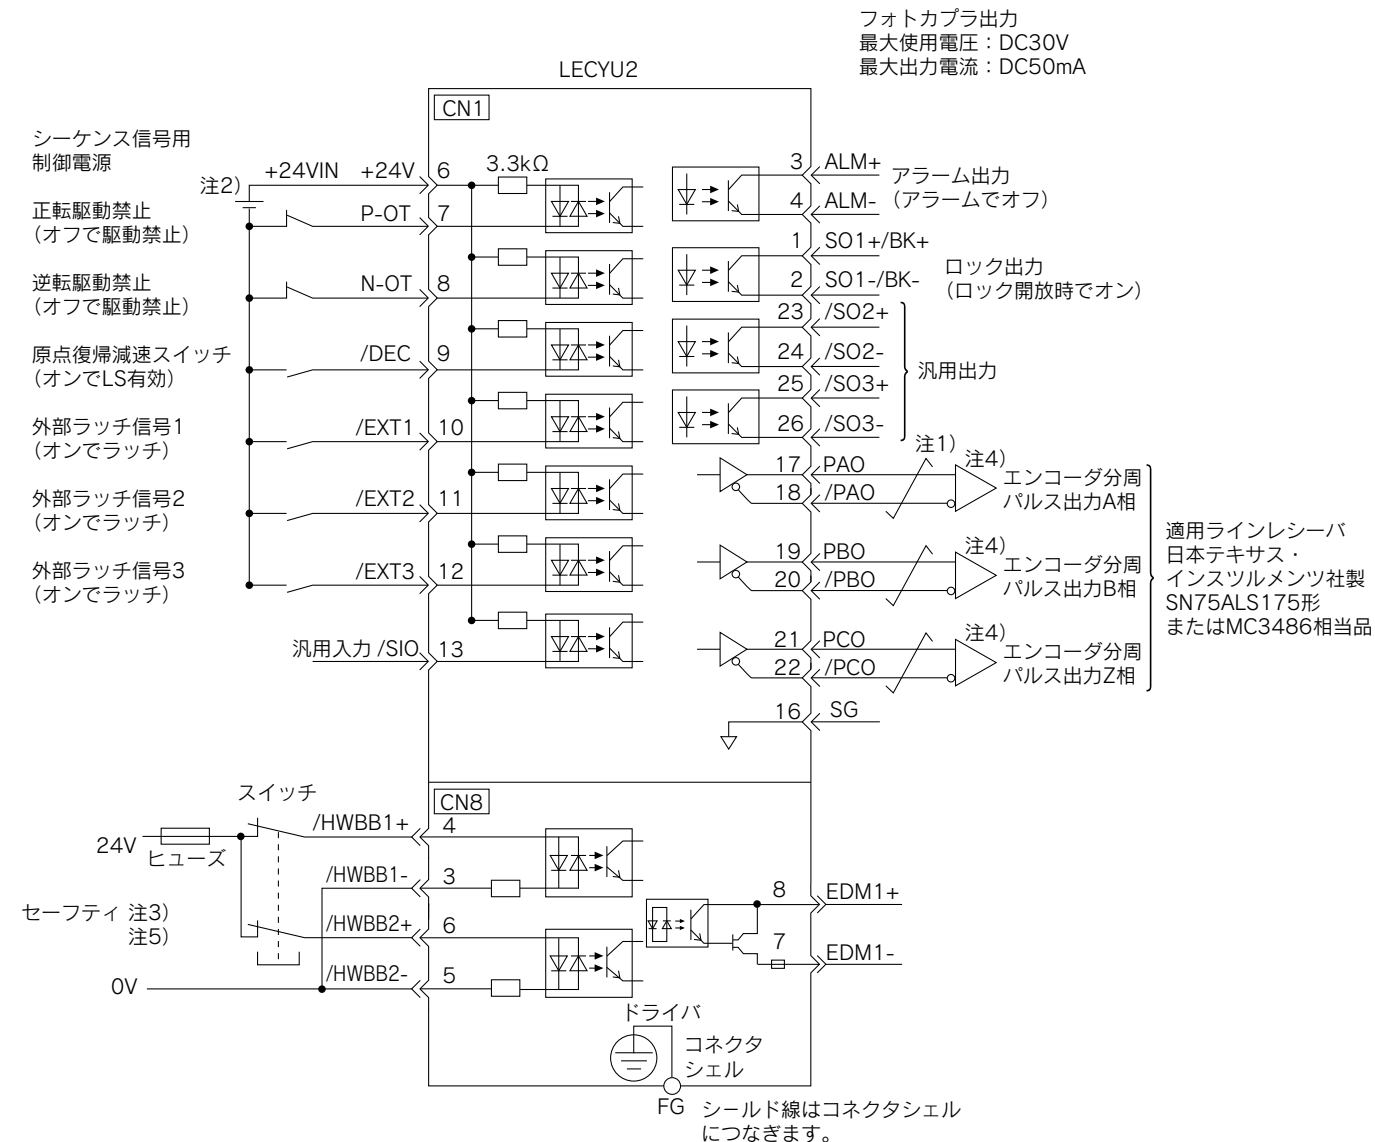 フォトカプラ出力
最大使用電圧：DC30V
最大出力電流：DC50mA
LECYU2
CN1
シーケンス信号用
制御電源
注2)
+24VIN
+24V
6
3.3kΩ
正転駆動禁止
(オフで駆動禁止)
P-OT
7
逆転駆動禁止
(オフで駆動禁止)
N-OT
8
原点復帰減速スイッチ
(オンでLS有効)
/DEC
9
外部ラッチ信号1
(オンでラッチ)
/EXT1
10
外部ラッチ信号2
(オンでラッチ)
/EXT2
11
外部ラッチ信号3
(オンでラッチ)
/EXT3
12
汎用入力 /SIO
13
3
ALM+
4
ALM-
アラーム出力
(アラームでオフ)
1
SO1+/BK+
2
SO1-/BK-
ロック出力
(ロック開放時でオン)
23
/SO2+
24
/SO2-
25
/SO3+
26
/SO3-
汎用出力
注1)
17
PAO
18
/PAO
注4)
エンコーダ分周
パルス出力A相
19
PBO
20
/PBO
注4)
エンコーダ分周
パルス出力B相
21
PCO
22
/PCO
注4)
エンコーダ分周
パルス出力Z相
適用ラインレシーバ
日本テキサス・
インスツルメンツ社製
SN75ALS175形
またはMC3486相当品
16
SG
CN8
スイッチ
24V
ヒューズ
/HWBB1+
4
/HWBB1-
3
セーフティ 注3)
注5)
/HWBB2+
6
0V
/HWBB2-
5
8
EDM1+
7
EDM1-
ドライバ
コネクタ
シェル
FG
シールド線はコネクタシェル
につなぎます。